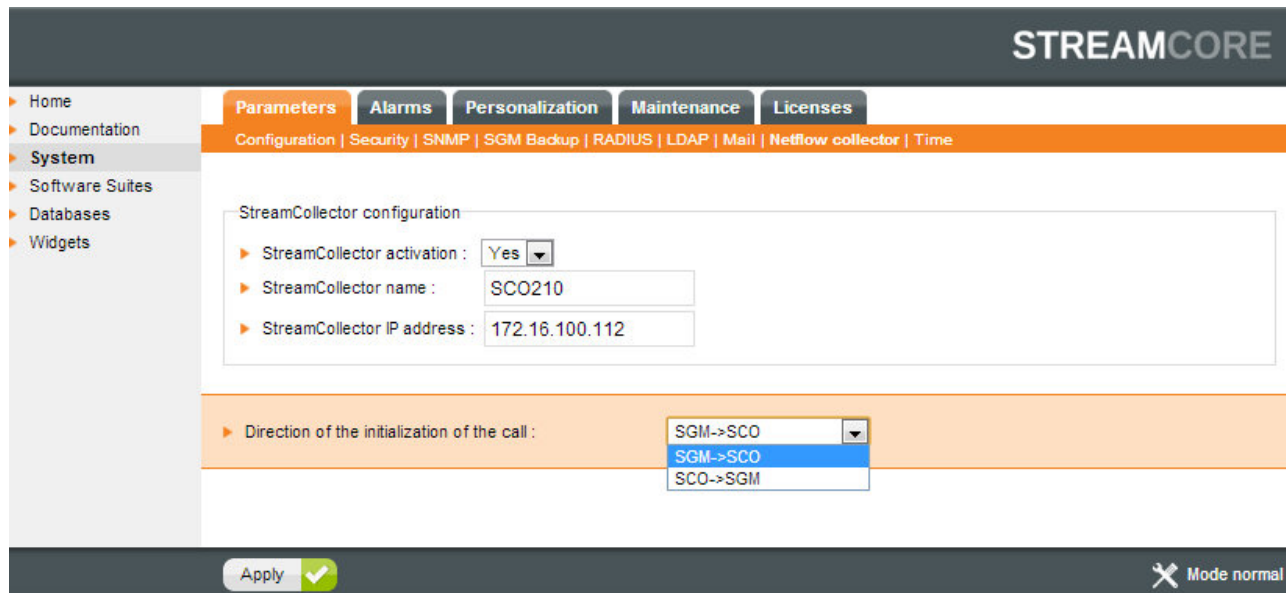 STREAMCORE
Home
Documentation
System
Software Suites
Databases
Widgets
Parameters Alarms Personalization Maintenance Licenses
Configuration | Security | SNMP | SGM Backup | RADIUS | LDAP | Mail | Netflow collector | Time
StreamCollector configuration
StreamCollector activation : Yes
StreamCollector name : SCO210
StreamCollector IP address : 172.16.100.112
Direction of the initialization of the call : SGM->SCO
SGM->SCO
SCO->SGM
Apply Mode normal